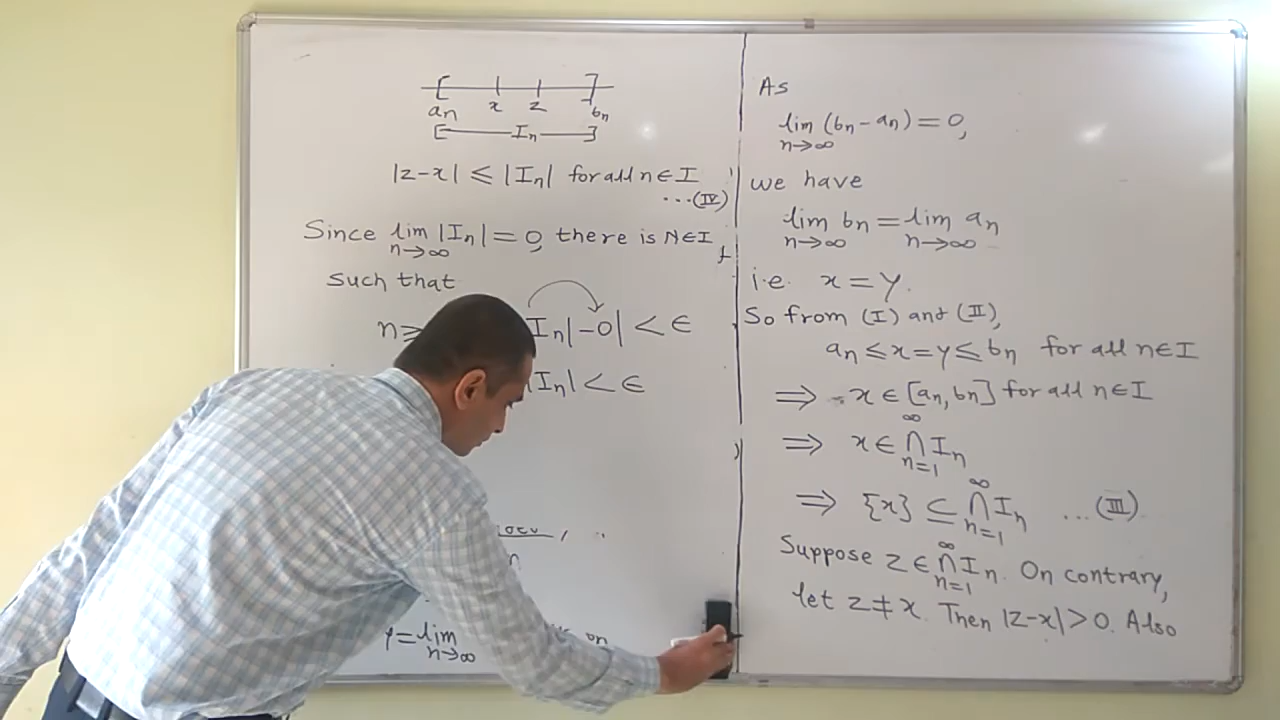 [ ]
an x z bn
[ In ]
|z-x| ≤ |In| for all n∈I
...(IV)
Since lim |In| = 0, there is N∈I,
n→∞
such that
n≥ In|-0| < ∈
|In| < ∈
y = lim
n→∞
on
As
lim (bn - an) = 0,
n→∞
we have
lim bn = lim an
n→∞ n→∞
i.e. x = y.
So from (I) and (II),
an ≤ x = y ≤ bn for all n∈I
⟹ x ∈ [an, bn] for all n∈I
⟹ x ∈ ∞⋂n=1 In
⟹ {x} ⊆ ∞⋂n=1 In ...(III)
Suppose z ∈ ∞⋂n=1 In. On contrary,
let z ≠ x. Then |z-x| > 0. Also